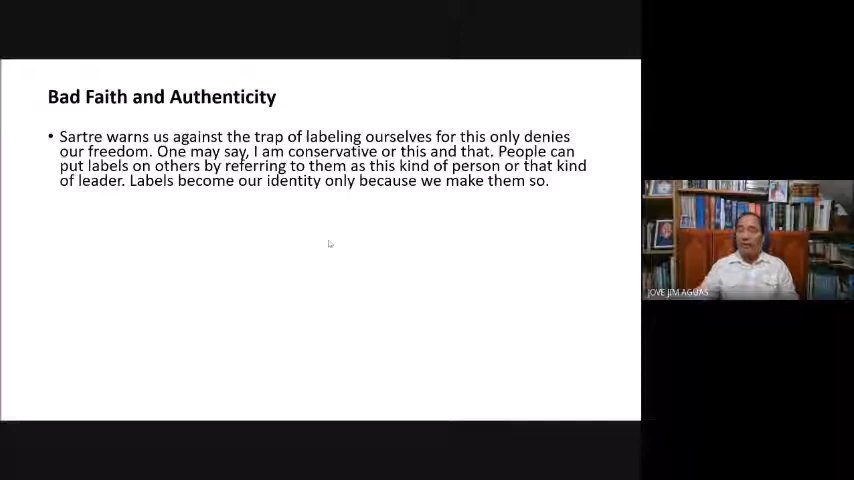 Bad Faith and Authenticity
• Sartre warns us against the trap of labeling ourselves for this only denies
our freedom. One may say, I am conservative or this and that. People can
put labels on others by referring to them as this kind of person or that kind
of leader. Labels become our identity only because we make them so.
JOVE JIM AGUAS